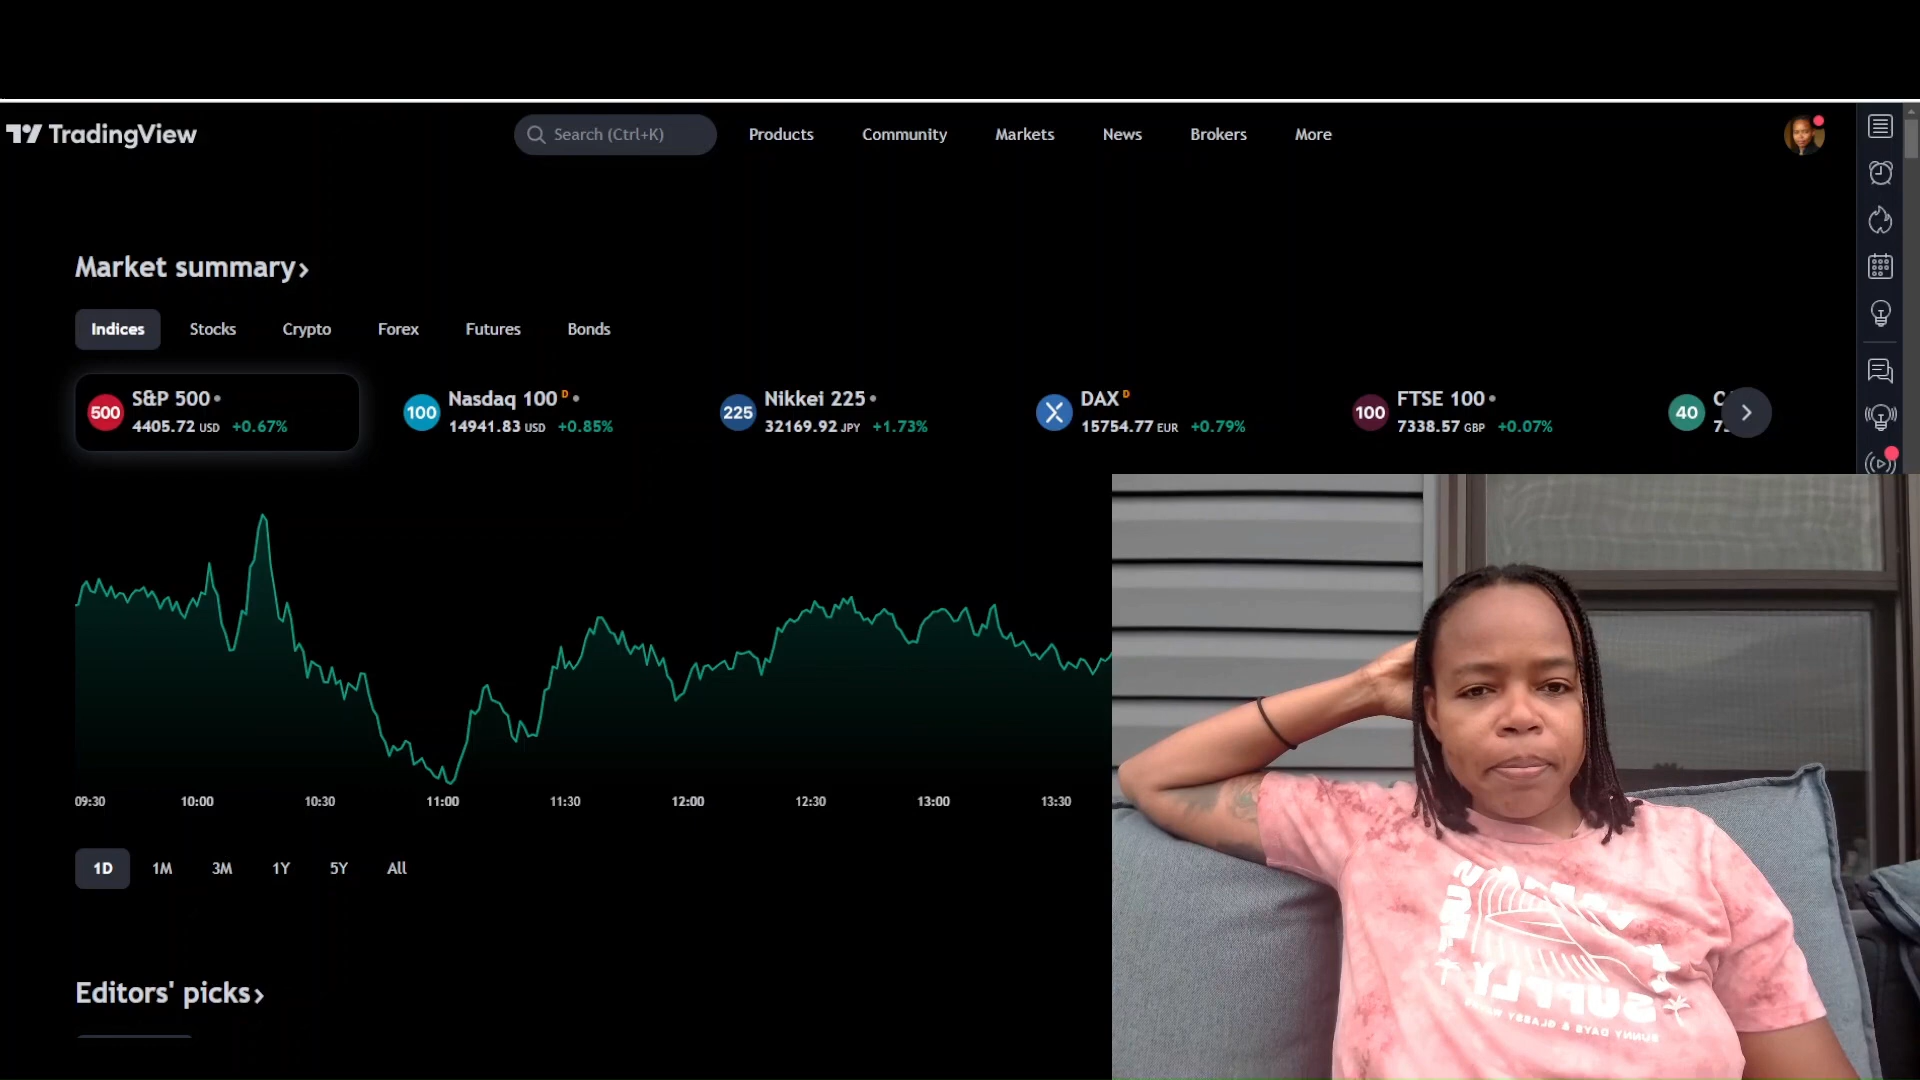 TradingView
Search (Ctrl+K)
Products
Community
Markets
News
Brokers
More
Market summary
Indices
Stocks
Crypto
Forex
Futures
Bonds
500
S&P 500
4405.72 USD +0.67%
100
Nasdaq 100 D
14941.83 USD +0.85%
225
Nikkei 225
32169.92 JPY +1.73%
DAX D
15754.77 EUR +0.79%
100
FTSE 100
7338.57 GBP +0.07%
40
09:30
10:00
10:30
11:00
11:30
12:00
12:30
13:00
13:30
1D
1M
3M
1Y
5Y
All
Editors' picks
SUPPLY